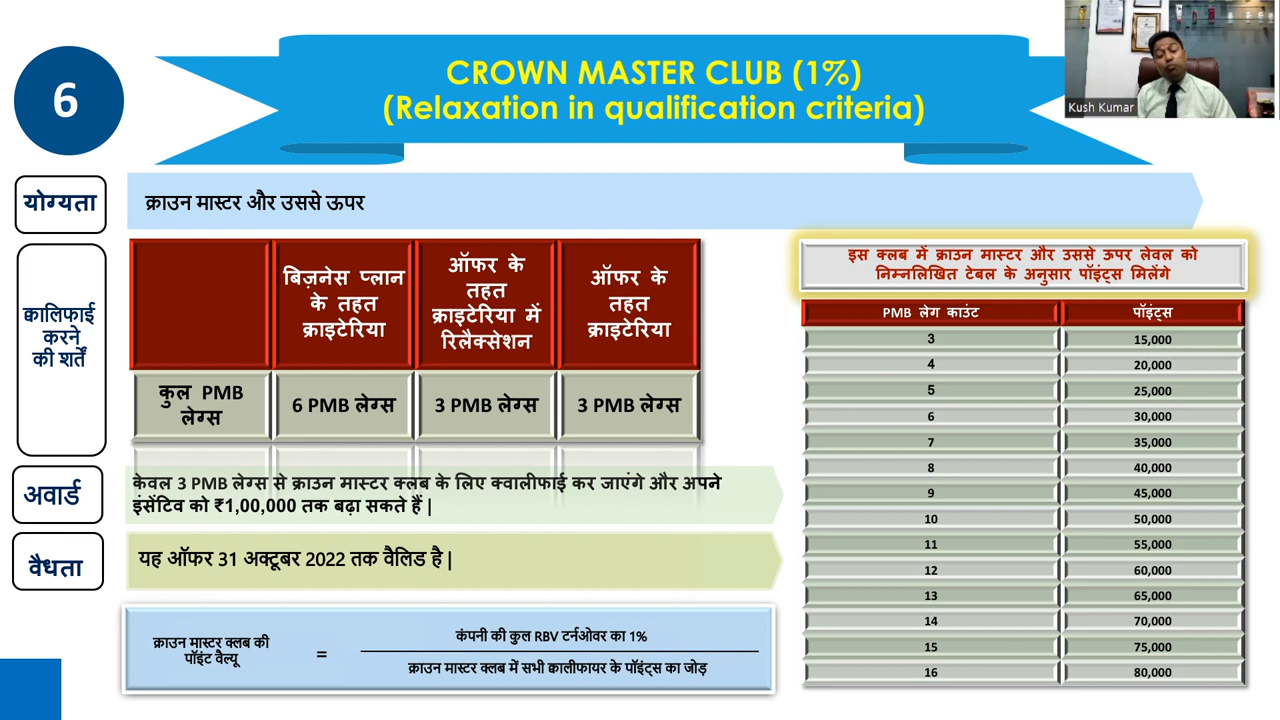 6
CROWN MASTER CLUB (1%)
(Relaxation in qualification criteria)
Kush Kumar
योग्यता
क्राउन मास्टर और उससे ऊपर
क्वालिफाई
करने
की शर्तें
बिज़नेस प्लान
के तहत
क्राइटेरिया
ऑफर के
तहत
क्राइटेरिया में
रिलैक्सेशन
ऑफर के
तहत
क्राइटेरिया
कुल PMB
लेग्स
6 PMB लेग्स
3 PMB लेग्स
3 PMB लेग्स
अवार्ड
केवल 3 PMB लेग्स से क्राउन मास्टर क्लब के लिए क्वालीफाई कर जाएंगे और अपने
इंसेंटिव को ₹1,00,000 तक बढ़ा सकते हैं |
वैधता
यह ऑफर 31 अक्टूबर 2022 तक वैलिड है |
क्राउन मास्टर क्लब की
पॉइंट वैल्यू
=
कंपनी की कुल RBV टर्नओवर का 1%
क्राउन मास्टर क्लब में सभी क्वालीफायर के पॉइंट्स का जोड़
इस क्लब में क्राउन मास्टर और उससे ऊपर लेवल को
निम्नलिखित टेबल के अनुसार पॉइंट्स मिलेंगे
PMB लेग काउंट पॉइंट्स
3 15,000
4 20,000
5 25,000
6 30,000
7 35,000
8 40,000
9 45,000
10 50,000
11 55,000
12 60,000
13 65,000
14 70,000
15 75,000
16 80,000